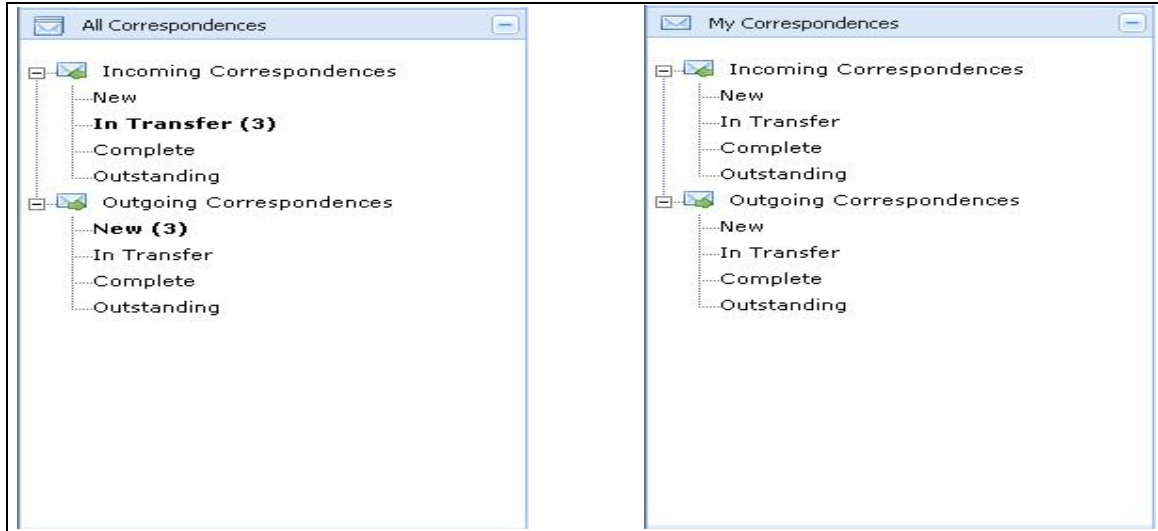 All Correspondences
Incoming Correspondences
New
In Transfer (3)
Complete
Outstanding
Outgoing Correspondences
New (3)
In Transfer
Complete
Outstanding
My Correspondences
Incoming Correspondences
New
In Transfer
Complete
Outstanding
Outgoing Correspondences
New
In Transfer
Complete
Outstanding